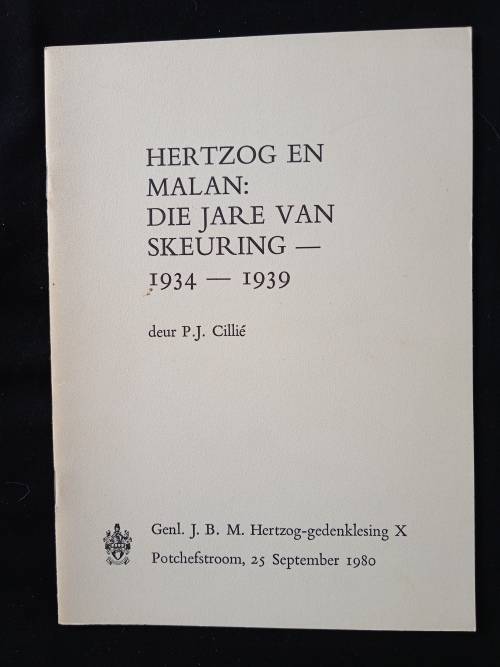 HERTZOG EN
MALAN:
DIE JARE VAN
SKEURING —
1934 — 1939
deur P.J. Cillié
Genl. J. B. M. Hertzog-gedenklesing X
Potchefstroom, 25 September 1980